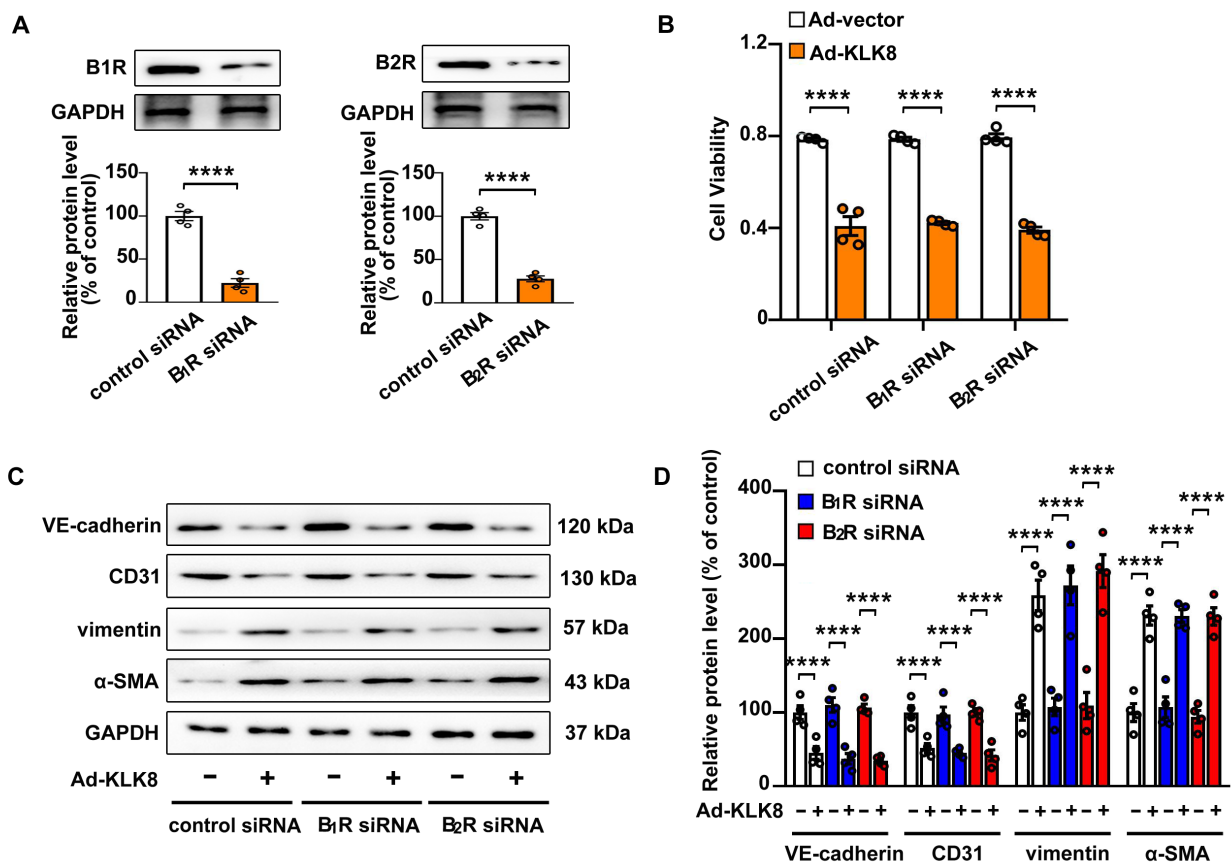 A
B1R
GAPDH
B2R
GAPDH
Relative protein level
(% of control)
150
100
50
0
****
control siRNA
B1R siRNA
Relative protein level
(% of control)
150
100
50
0
****
control siRNA
B2R siRNA
B
Ad-vector
Ad-KLK8
Cell Viability
1.2
0.8
0.4
0
**** **** ****
control siRNA
B1R siRNA
B2R siRNA
C
VE-cadherin 120 kDa
CD31 130 kDa
vimentin 57 kDa
α-SMA 43 kDa
GAPDH 37 kDa
Ad-KLK8 − + − + − +
control siRNA B1R siRNA B2R siRNA
D
control siRNA
B1R siRNA
B2R siRNA
Relative protein level (% of control)
400
300
200
100
0
**** **** **** **** **** **** **** **** **** **** **** ****
Ad-KLK8 − + − + − + − + − + − + − + − + − + − + − + − +
VE-cadherin CD31 vimentin α-SMA